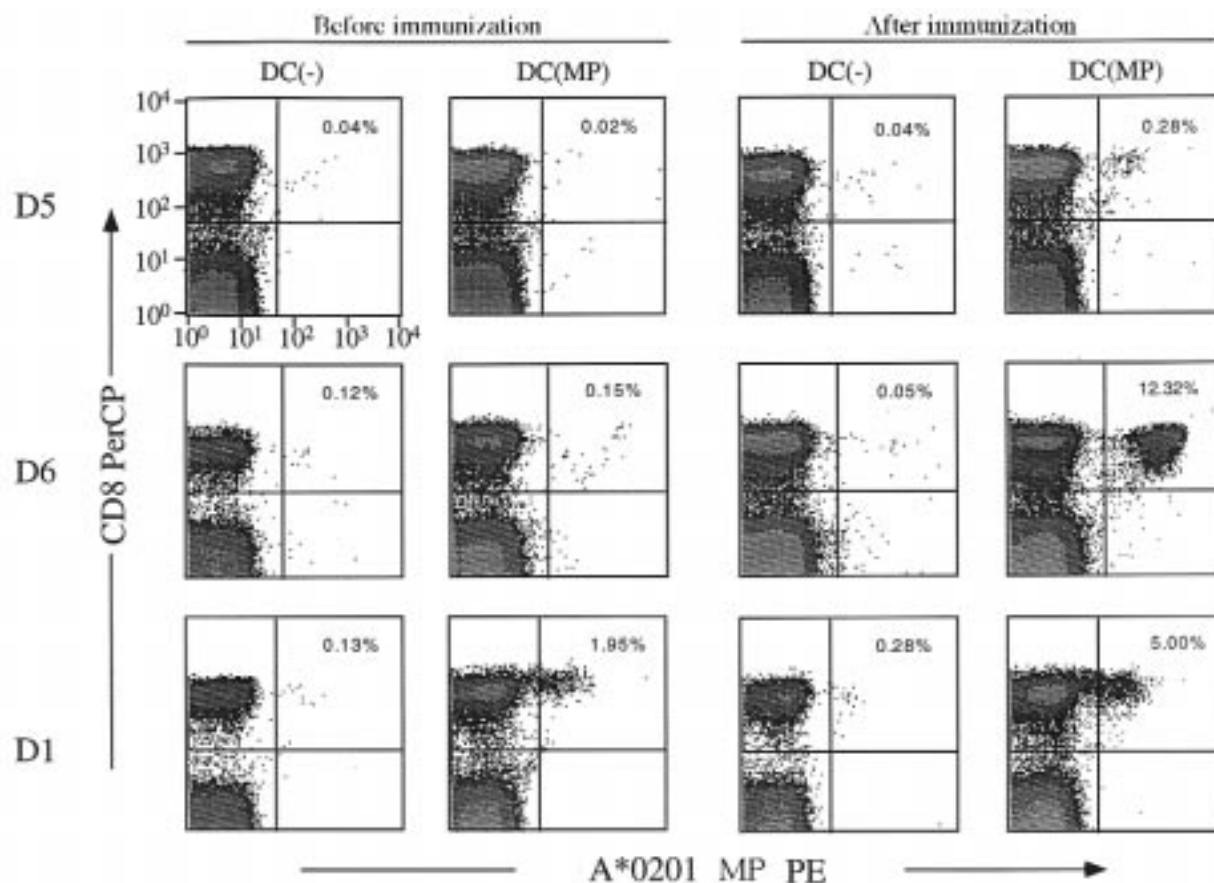 Before immunization After immunization
DC(-) DC(MP) DC(-) DC(MP)
D5
10⁴ 10³ 10² 10¹ 10⁰
0.04% 0.02% 0.04% 0.28%
10⁰ 10¹ 10² 10³ 10⁴
D6
0.12% 0.15% 0.05% 12.32%
D1
0.13% 1.95% 0.28% 5.00%
CD8 PerCP
A*0201 MP PE